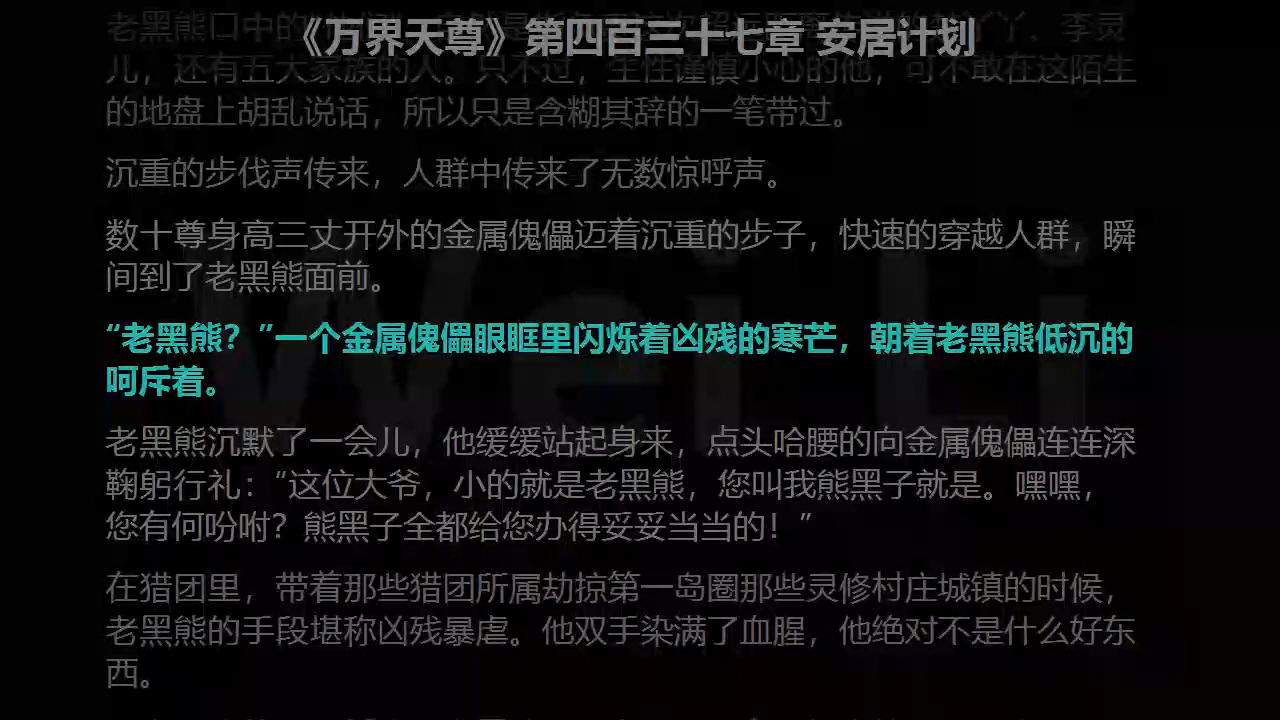 《万界天尊》第四百三十七章 安居计划
老黑熊口中的
李灵
儿，还有五大家族的人。只不过，生性谨慎小心的他，可不敢在这陌生
的地盘上胡乱说话，所以只是含糊其辞的一笔带过。
沉重的步伐声传来，人群中传来了无数惊呼声。
数十尊身高三丈开外的金属傀儡迈着沉重的步子，快速的穿越人群，瞬
间到了老黑熊面前。
“老黑熊？”一个金属傀儡眼眶里闪烁着凶残的寒芒，朝着老黑熊低沉的
呵斥着。
老黑熊沉默了一会儿，他缓缓站起身来，点头哈腰的向金属傀儡连连深
鞠躬行礼：“这位大爷，小的就是老黑熊，您叫我熊黑子就是。嘿嘿，
您有何吩咐？熊黑子全都给您办得妥妥当当的！”
在猎团里，带着那些猎团所属劫掠第一岛圈那些灵修村庄城镇的时候，
老黑熊的手段堪称凶残暴虐。他双手染满了血腥，他绝对不是什么好东
西。
Wei Li